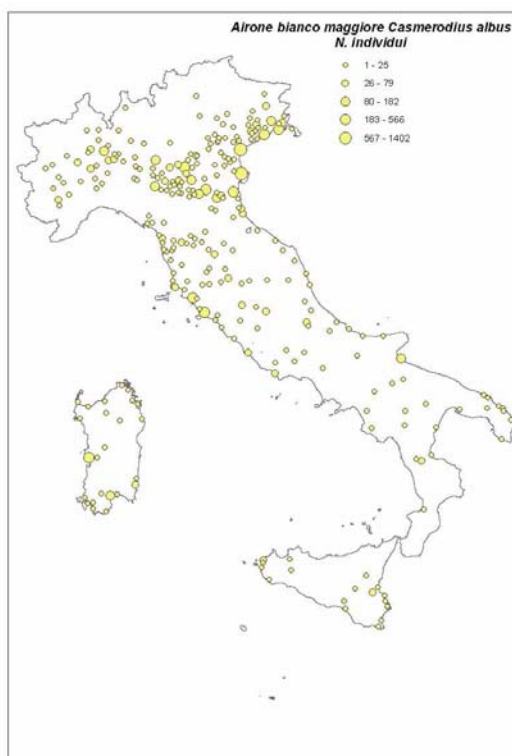 Airone bianco maggiore Casmerodius albus
N. individui
1 - 25
26 - 79
80 - 182
183 - 566
567 - 1402